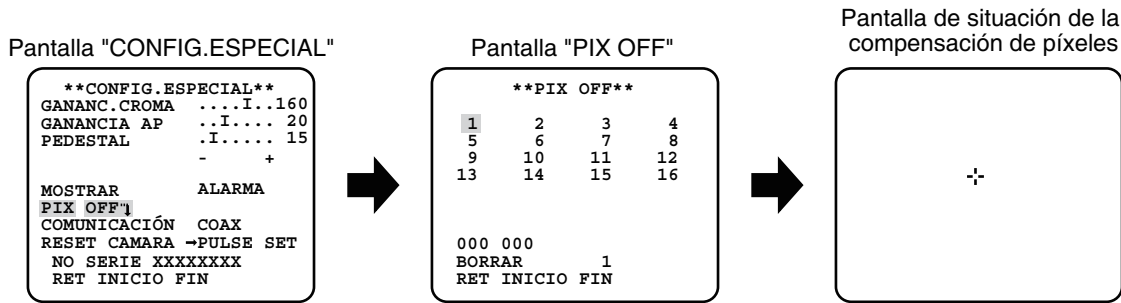 Pantalla "CONFIG.ESPECIAL"
**CONFIG.ESPECIAL**
GANANC.CROMA ....I..160
GANANCIA AP ..I.... 20
PEDESTAL .I..... 15
- +
MOSTRAR ALARMA
PIX OFF
COMUNICACIÓN COAX
RESET CAMARA →PULSE SET
NO SERIE XXXXXXXX
RET INICIO FIN
Pantalla "PIX OFF"
**PIX OFF**
1 2 3 4
5 6 7 8
9 10 11 12
13 14 15 16
000 000
BORRAR 1
RET INICIO FIN
Pantalla de situación de la
compensación de píxeles